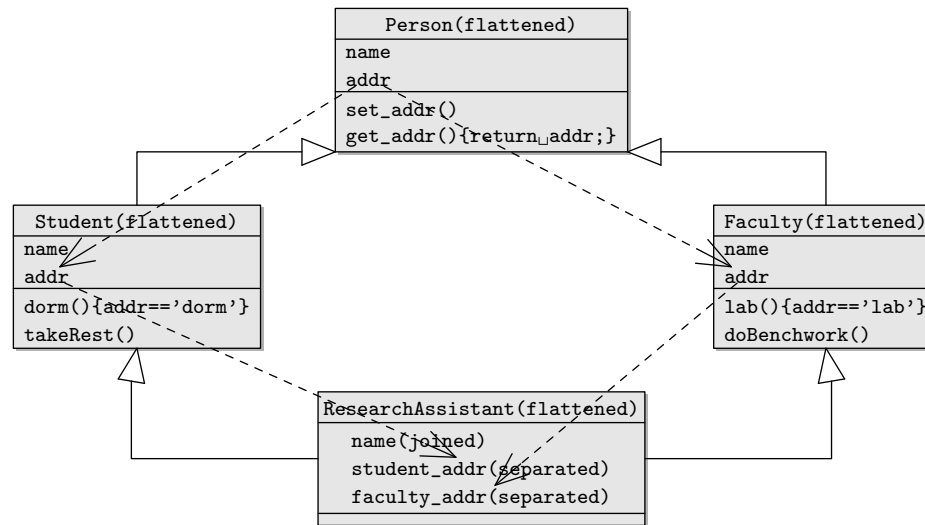 Person(flattened)
name
addr
set_addr()
get_addr(){return␣addr;}
Student(flattened)
name
addr
dorm(){addr=='dorm'}
takeRest()
Faculty(flattened)
name
addr
lab(){addr=='lab'}
doBenchwork()
ResearchAssistant(flattened)
name(joined)
student_addr(separated)
faculty_addr(separated)